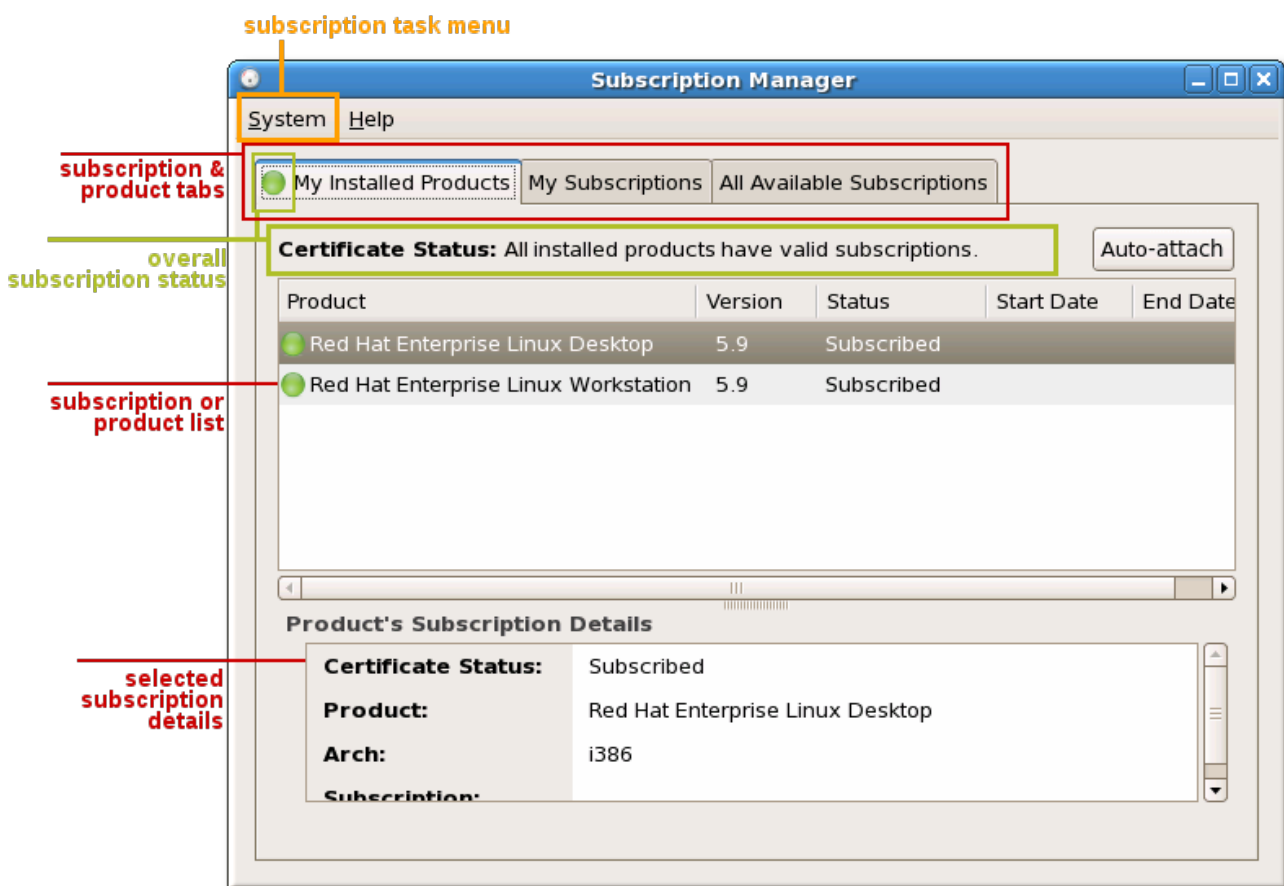 subscription task menu
Subscription Manager
System Help
subscription &
product tabs
My Installed Products My Subscriptions All Available Subscriptions
overall
subscription status
Certificate Status: All installed products have valid subscriptions.
Auto-attach
Product Version Status Start Date End Date
Red Hat Enterprise Linux Desktop 5.9 Subscribed
Red Hat Enterprise Linux Workstation 5.9 Subscribed
subscription or
product list
Product's Subscription Details
selected
subscription
details
Certificate Status: Subscribed
Product: Red Hat Enterprise Linux Desktop
Arch: i386
Subscription: